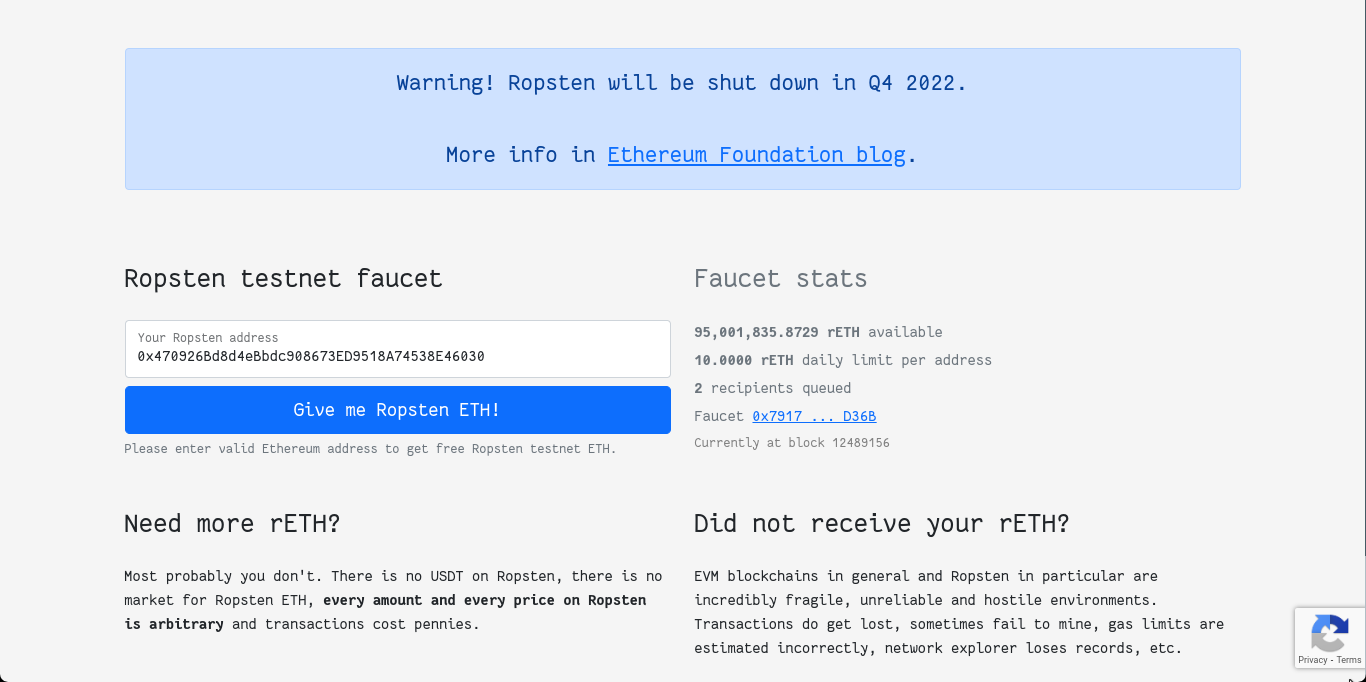 Warning! Ropsten will be shut down in Q4 2022.
More info in Ethereum Foundation blog.
Ropsten testnet faucet
Your Ropsten address
0x470926Bd8d4eBbdc908673ED9518A74538E46030
Give me Ropsten ETH!
Please enter valid Ethereum address to get free Ropsten testnet ETH.
Faucet stats
95,001,835.8729 rETH available
10.0000 rETH daily limit per address
2 recipients queued
Faucet 0x7917 ... D36B
Currently at block 12489156
Need more rETH?
Most probably you don't. There is no USDT on Ropsten, there is no
market for Ropsten ETH, every amount and every price on Ropsten
is arbitrary and transactions cost pennies.
Did not receive your rETH?
EVM blockchains in general and Ropsten in particular are
incredibly fragile, unreliable and hostile environments.
Transactions do get lost, sometimes fail to mine, gas limits are
estimated incorrectly, network explorer loses records, etc.
Privacy - Terms